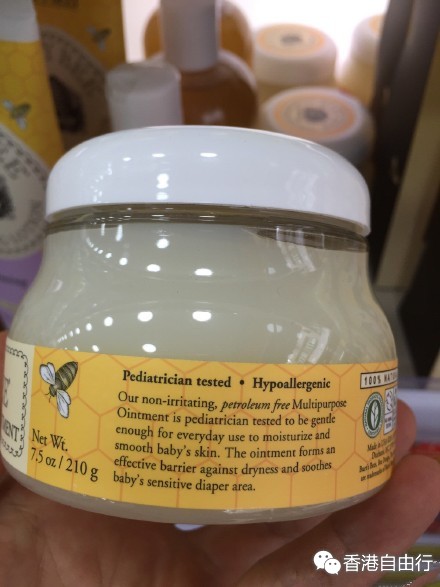 Pediatrician tested • Hypoallergenic
Our non-irritating, petroleum free Multipurpose
Ointment is pediatrician tested to be gentle
enough for everyday use to moisturize and
smooth baby's skin. The ointment forms an
effective barrier against dryness and soothes
baby's sensitive diaper area.
Net Wt.
7.5 oz / 210 g
100% NATU
香港自由行